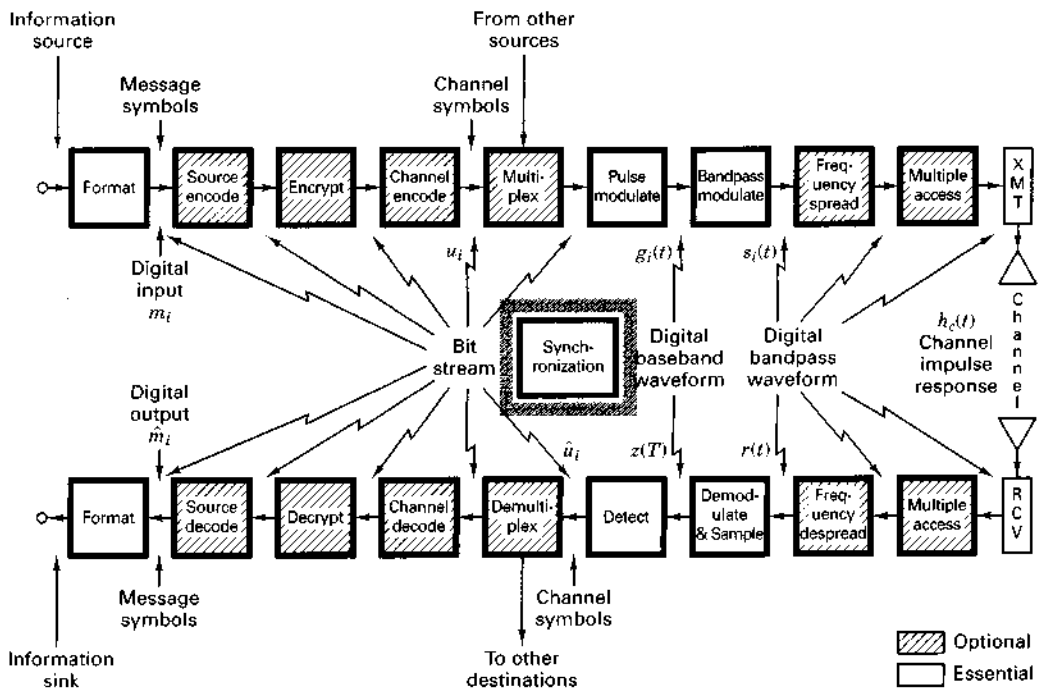 Information
source
From other
sources
Message
symbols
Channel
symbols
Format
Source
encode
Encrypt
Channel
encode
Multi-
plex
Pulse
modulate
Bandpass
modulate
Freq-
uency
spread
Multiple
access
X
M
T
Digital
input
m_i
u_i
g_i(t)
s_i(t)
Bit
stream
Synch-
ronization
Digital
baseband
waveform
Digital
bandpass
waveform
h_c(t)
Channel
impulse
response
C
h
a
n
n
e
l
Digital
output
m̂_i
û_i
z(T)
r(t)
Format
Source
decode
Decrypt
Channel
decode
Demulti-
plex
Detect
Demod-
ulate
& Sample
Freq-
uency
despread
Multiple
access
R
C
V
Message
symbols
Channel
symbols
Information
sink
To other
destinations
Optional
Essential